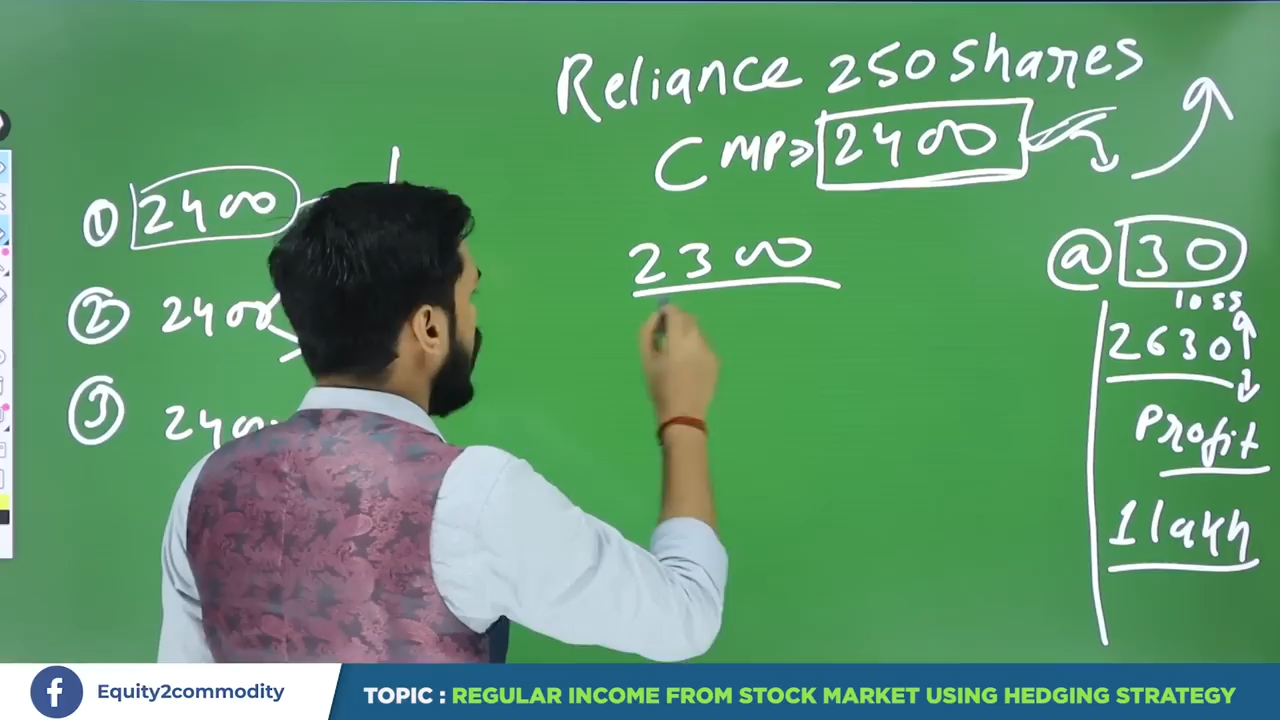 Reliance 250 Shares
CMP⇒ 2400
① 2400
② 2400
③ 2400
2300
@ 30
loss
2630↑
Profit
1 lakh
f Equity2commodity
TOPIC : REGULAR INCOME FROM STOCK MARKET USING HEDGING STRATEGY